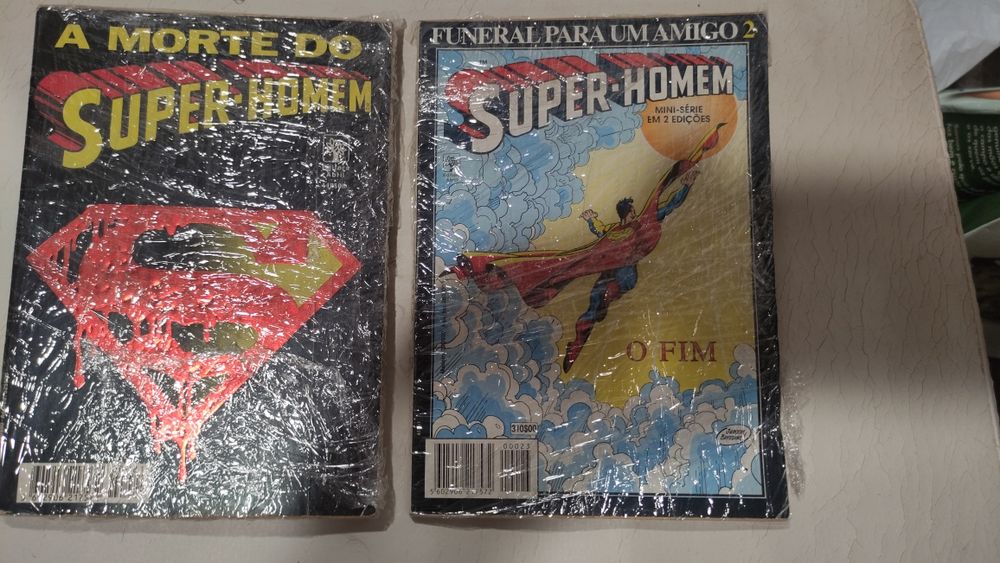 A MORTE DO
SUPER-HOMEM
FUNERAL PARA UM AMIGO 2
SUPER-HOMEM
MINI-SÉRIE
EM 2 EDIÇÕES
O FIM
310$00
00023